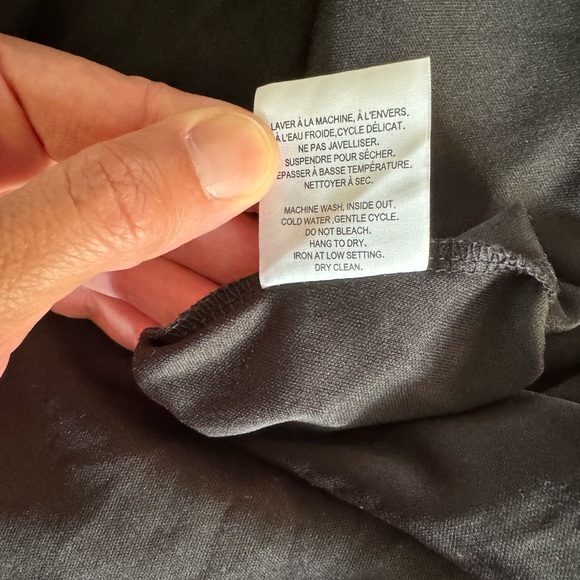 LAVER À LA MACHINE, À L'ENVERS,
À L'EAU FROIDE,CYCLE DÉLICAT.
NE PAS JAVELLISER.
SUSPENDRE POUR SÉCHER.
EPASSER À BASSE TEMPÉRATURE.
NETTOYER À SEC.
MACHINE WASH, INSIDE OUT,
COLD WATER ,GENTLE CYCLE.
DO NOT BLEACH.
HANG TO DRY.
IRON AT LOW SETTING.
DRY CLEAN.